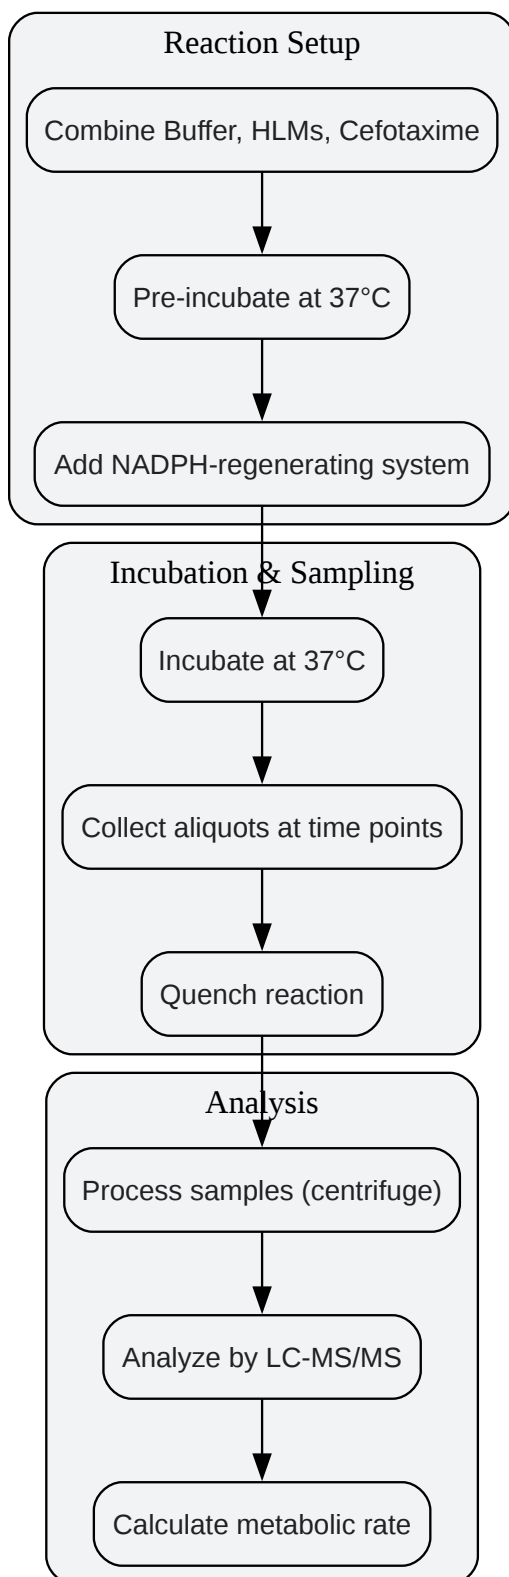 Reaction Setup
Combine Buffer, HLMs, Cefotaxime
Pre-incubate at 37°C
Add NADPH-regenerating system
Incubation & Sampling
Incubate at 37°C
Collect aliquots at time points
Quench reaction
Analysis
Process samples (centrifuge)
Analyze by LC-MS/MS
Calculate metabolic rate